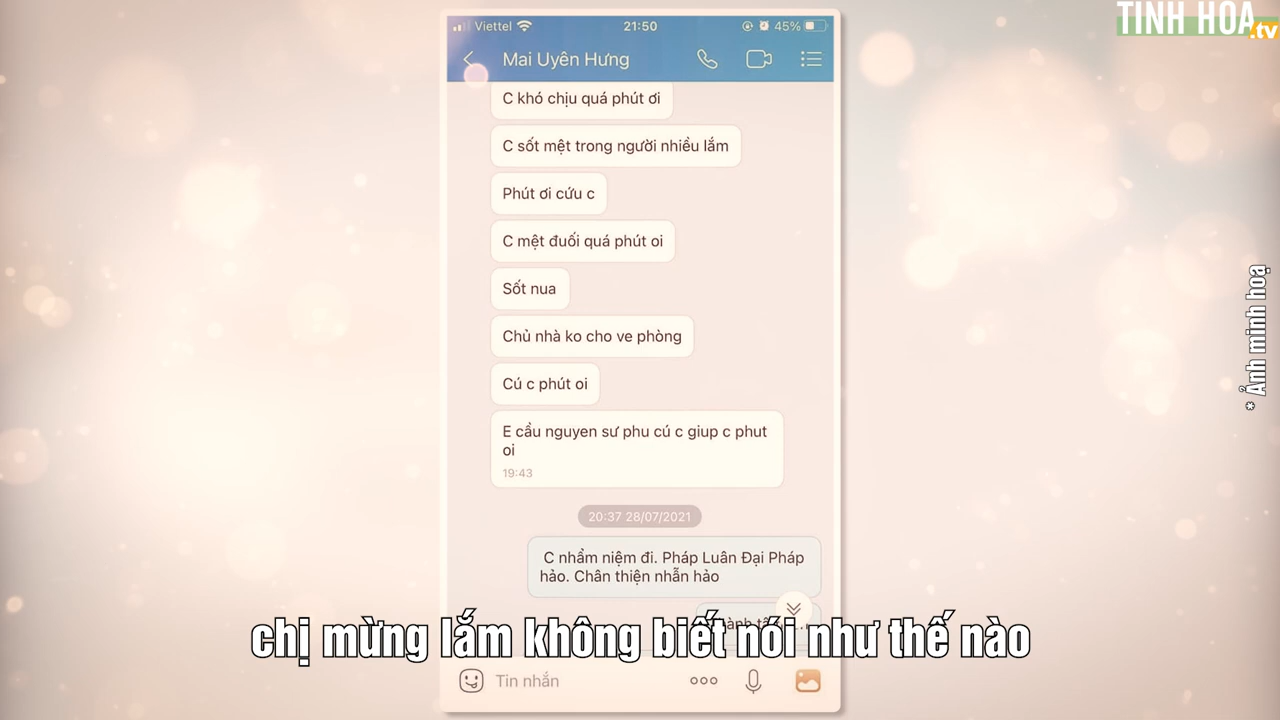 TINH HOA
.tv
Viettel
21:50
45%
Mai Uyên Hưng
C khó chịu quá phút ơi
C sốt mệt trong người nhiều lắm
Phút ơi cứu c
C mệt đuối quá phút oi
Sốt nua
Chủ nhà ko cho ve phòng
Cú c phút oi
E cầu nguyen sư phu cú c giup c phut
oi
19:43
20:37 28/07/2021
C nhẩm niệm đi. Pháp Luân Đại Pháp
hảo. Chân thiện nhẫn hảo
chị mừng lắm không biết nói như thế nào
Tin nhắn
* Ảnh minh hoạ